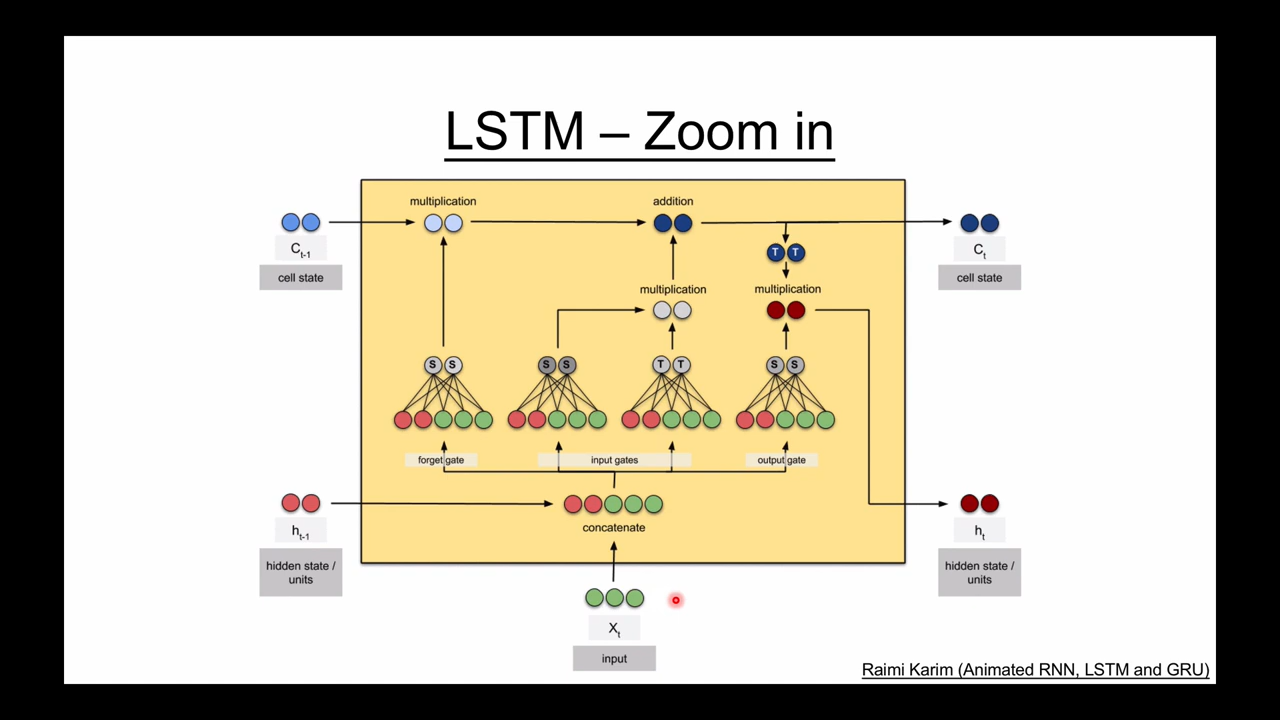 LSTM – Zoom in
multiplication
addition
C t-1
cell state
T T
C t
cell state
multiplication
multiplication
S S
S S
T T
S S
forget gate
input gates
output gate
h t-1
hidden state /
units
concatenate
h t
hidden state /
units
X t
input
Raimi Karim (Animated RNN, LSTM and GRU)